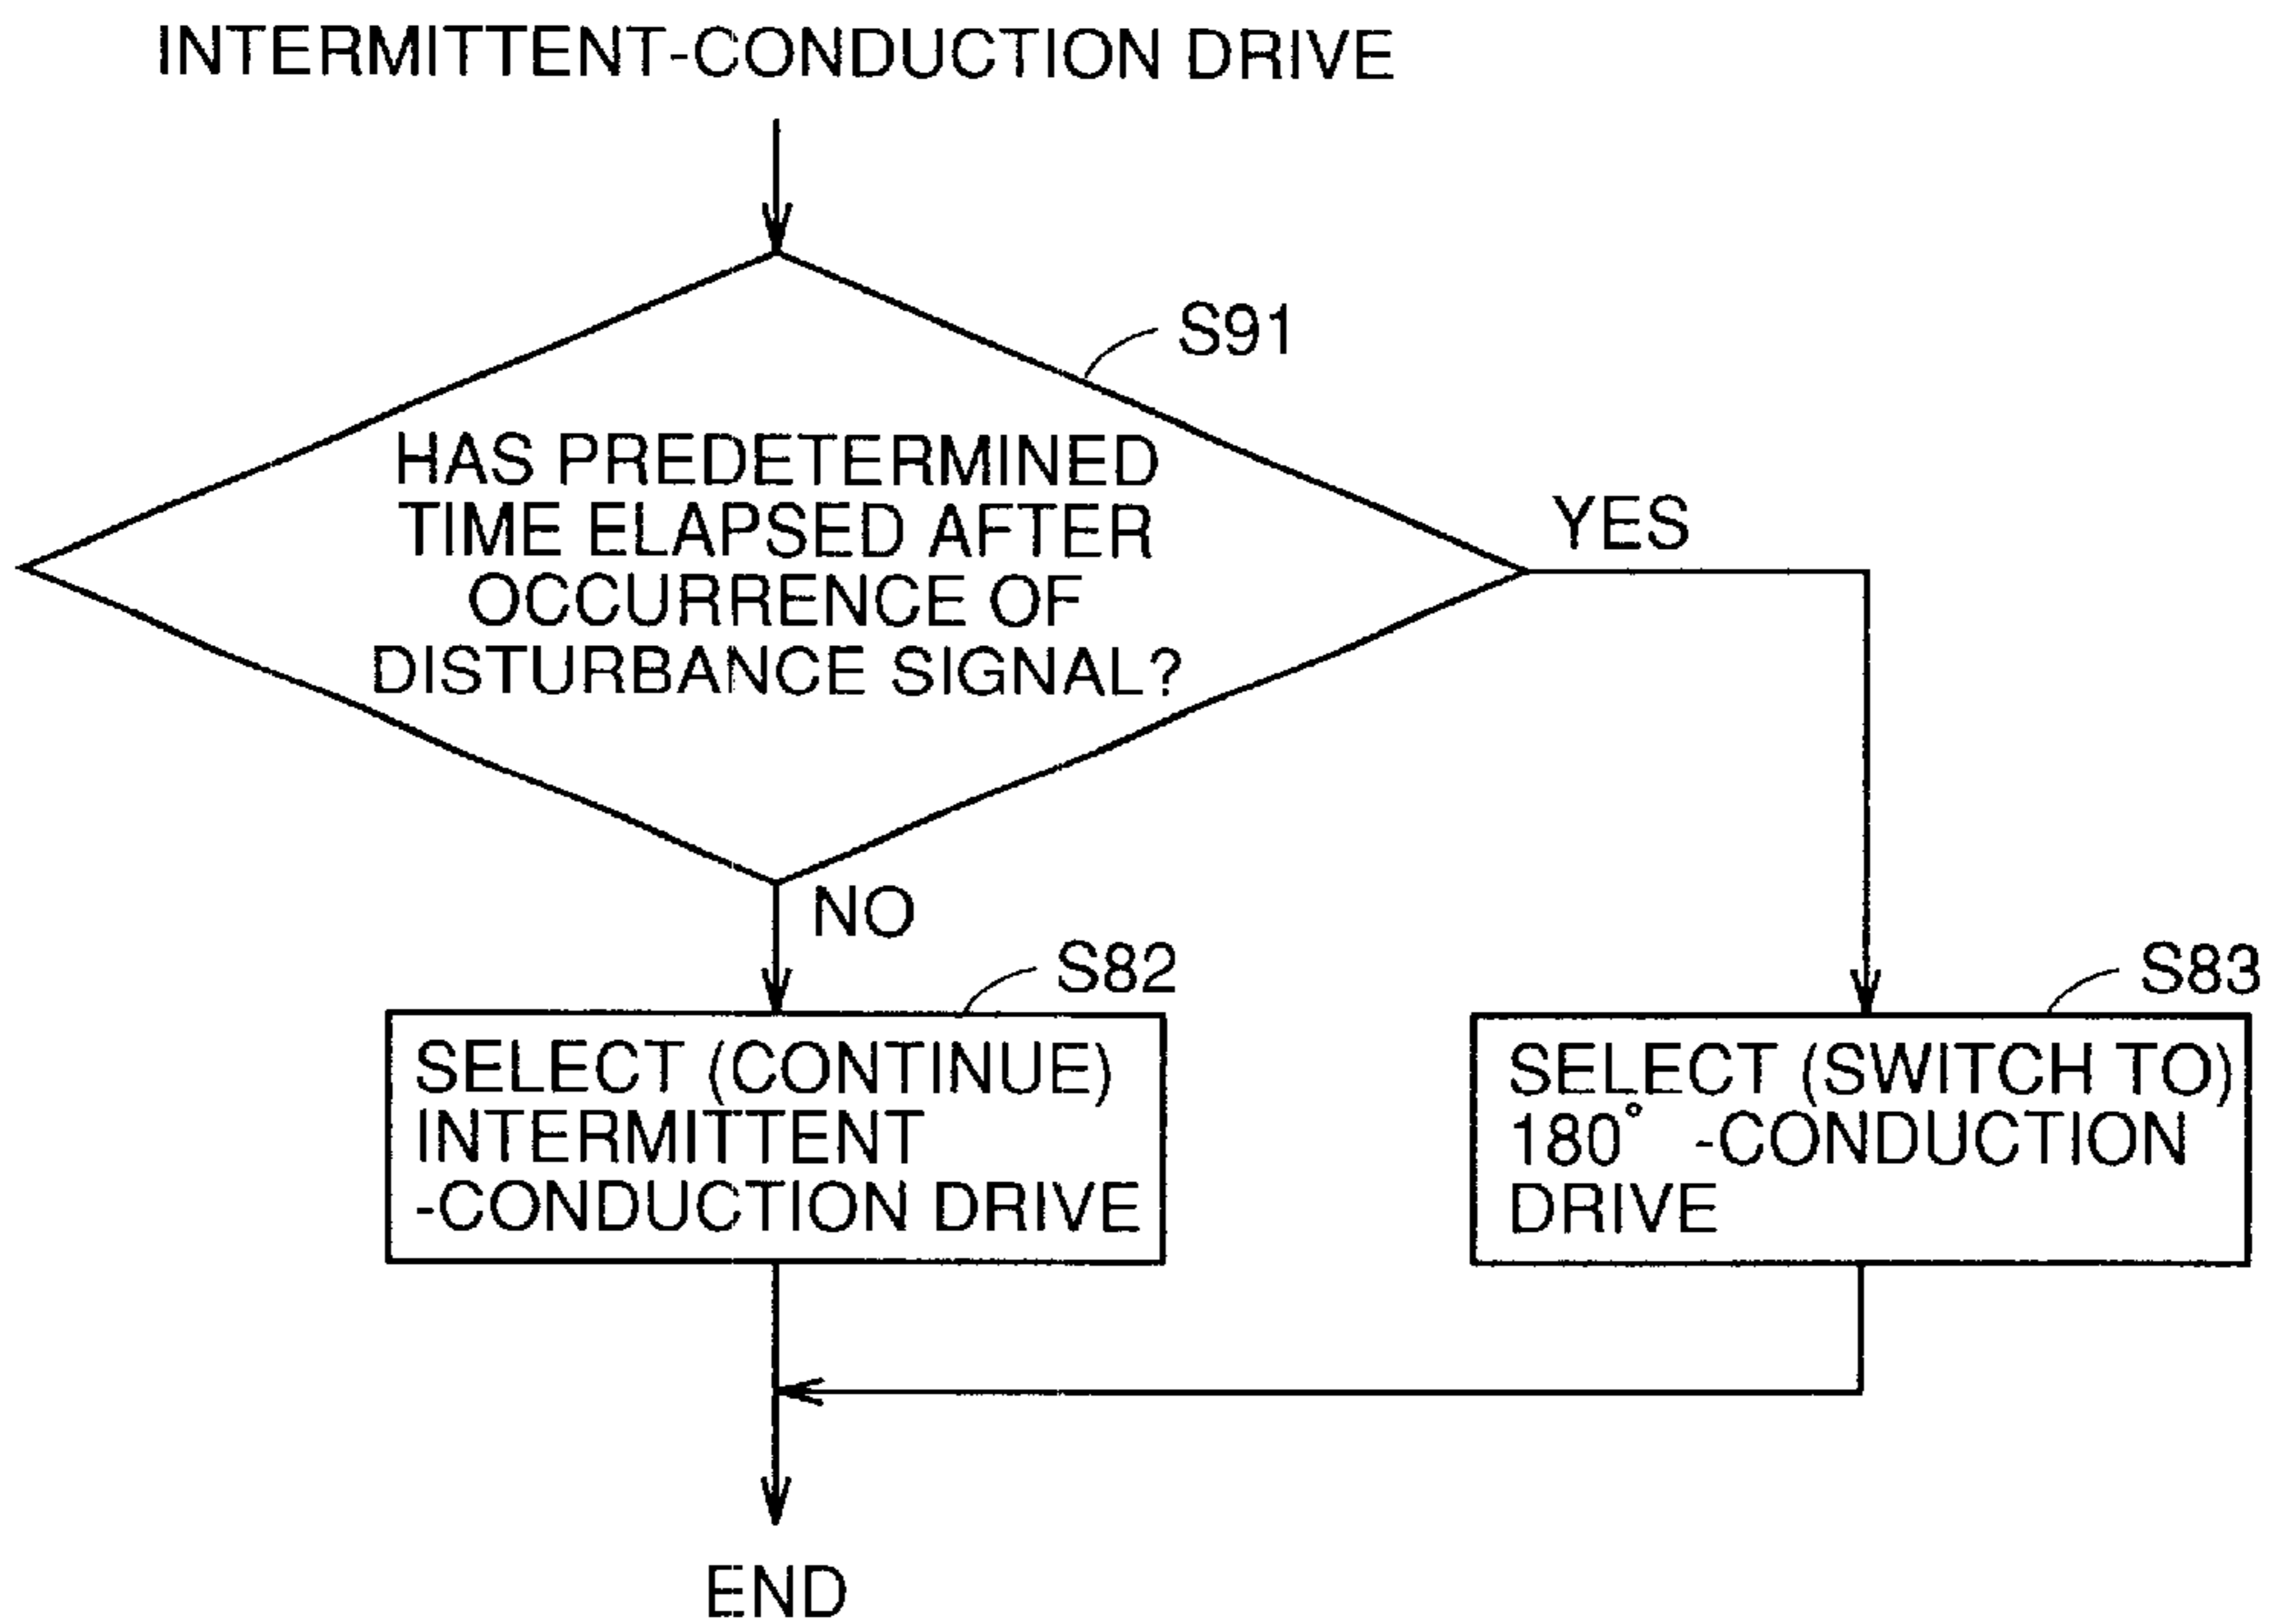 INTERMITTENT-CONDUCTION DRIVE
S91
HAS PREDETERMINED
TIME ELAPSED AFTER
OCCURRENCE OF
DISTURBANCE SIGNAL?
YES
NO
S82
SELECT (CONTINUE)
INTERMITTENT
-CONDUCTION DRIVE
S83
SELECT (SWITCH TO)
180° -CONDUCTION
DRIVE
END